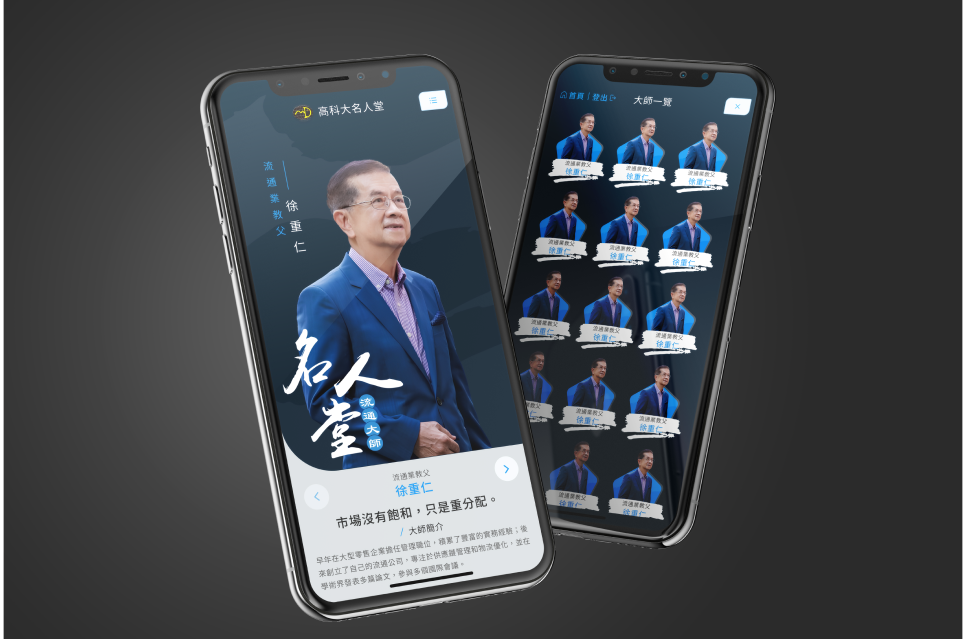 高科大名人堂
流通業教父
徐重仁
名人堂
流通大師
流通業教父
徐重仁
市場沒有飽和，只是重分配。
/ 大師簡介
早年在大型零售企業擔任管理職位，積累了豐富的實務經驗；後
來創立了自己的流通公司，專注於供應鏈管理和物流優化，並在
學術界發表多篇論文，參與多個國際會議。
首頁 | 登出
大師一覽
流通業教父
徐重仁
流通業教父
徐重仁
流通業教父
徐重仁
流通業教父
徐重仁
流通業教父
徐重仁
流通業教父
徐重仁
流通業教父
徐重仁
流通業教父
徐重仁
流通業教父
徐重仁
流通業教父
徐重仁
流通業教父
徐重仁
流通業教父
徐重仁
流通業教父
徐重仁